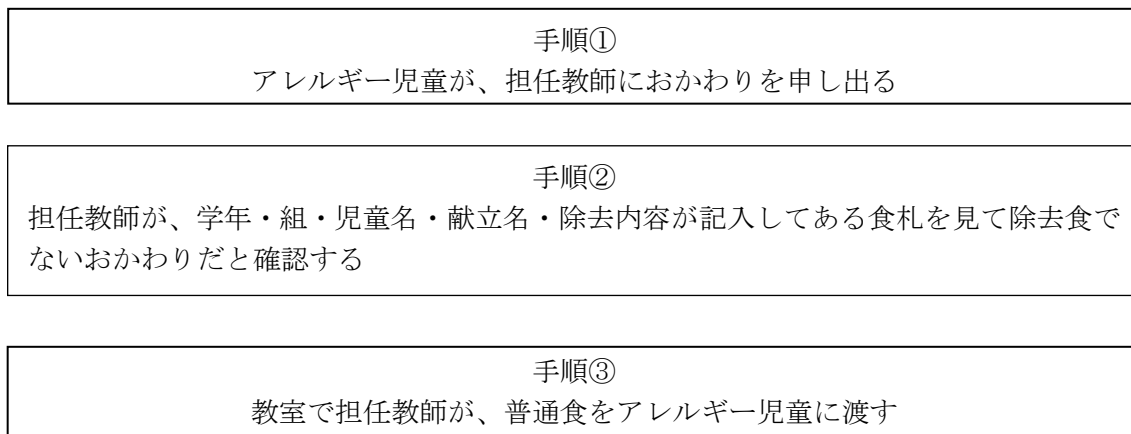 手順①
アレルギー児童が、担任教師におかわりを申し出る
手順②
担任教師が、学年・組・児童名・献立名・除去内容が記入してある食札を見て除去食で
ないおかわりだと確認する
手順③
教室で担任教師が、普通食をアレルギー児童に渡す